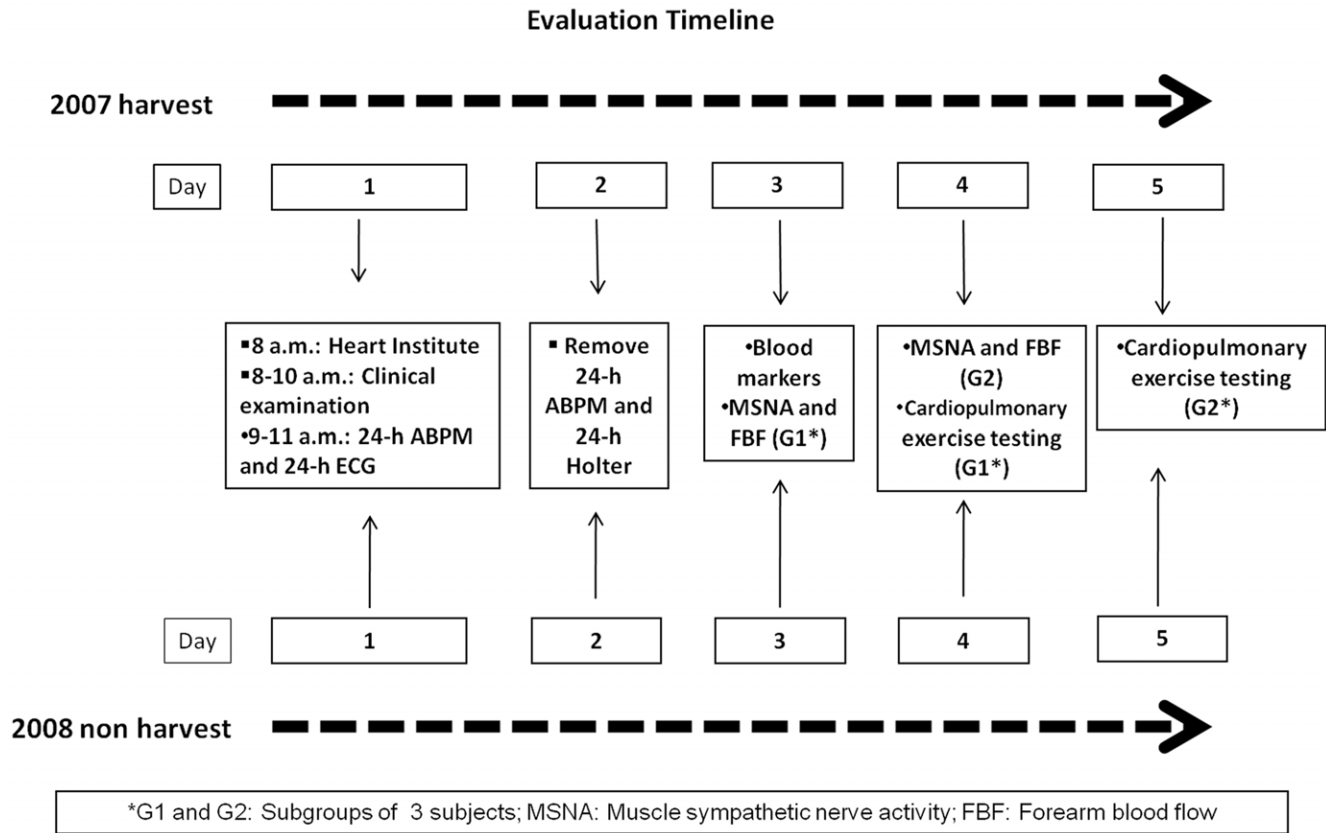 Evaluation Timeline
2007 harvest
Day 1 2 3 4 5
▪8 a.m.: Heart Institute
▪8-10 a.m.: Clinical
examination
•9-11 a.m.: 24-h ABPM
and 24-h ECG
▪ Remove
24-h
ABPM and
24-h
Holter
•Blood
markers
•MSNA and
FBF (G1*)
•MSNA and FBF
(G2)
•Cardiopulmonary
exercise testing
(G1*)
•Cardiopulmonary
exercise testing
(G2*)
Day 1 2 3 4 5
2008 non harvest
*G1 and G2: Subgroups of 3 subjects; MSNA: Muscle sympathetic nerve activity; FBF: Forearm blood flow